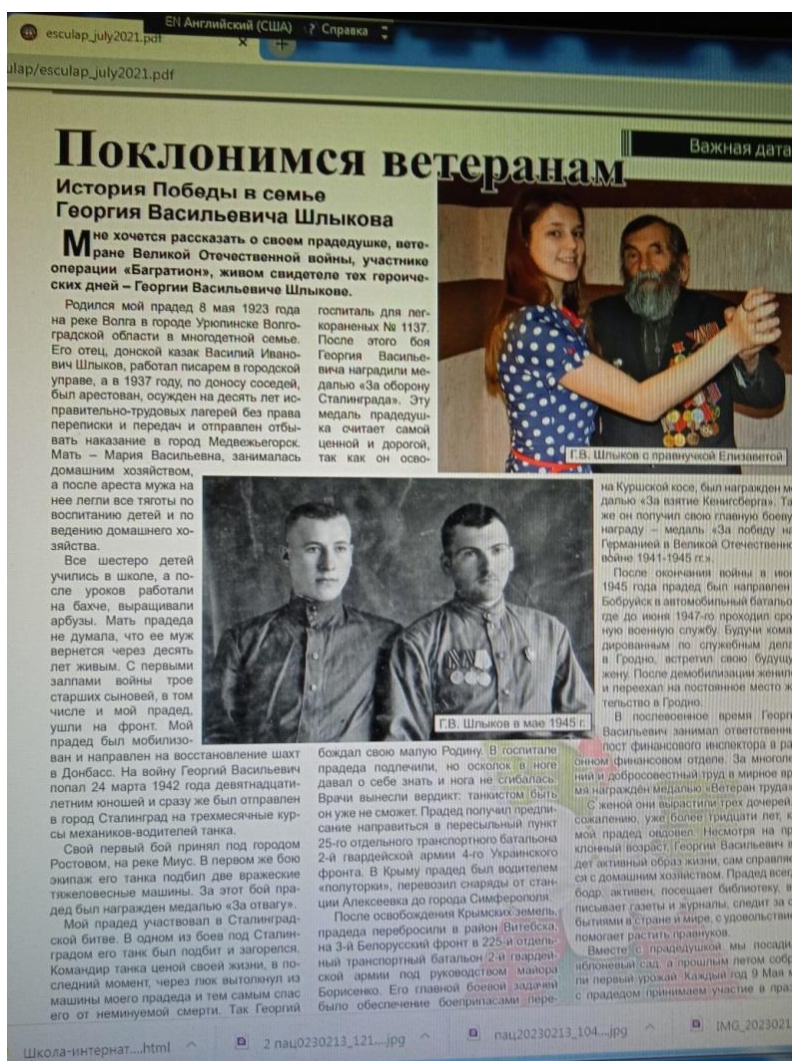 EN Английский (США) ? Справка
esculap_july2021.pdf
ulap/esculap_july2021.pdf
Важная дата
Поклонимся ветеранам
История Победы в семье
Георгия Васильевича Шлыкова
Мне хочется рассказать о своем прадедушке, вете-
ране Великой Отечественной войны, участнике
операции «Багратион», живом свидетеле тех героиче-
ских дней – Георгии Васильевиче Шлыкове.
Родился мой прадед 8 мая 1923 года
на реке Волга в городе Урюпинске Волго-
градской области в многодетной семье.
Его отец, донской казак Василий Ивано-
вич Шлыков, работал писарем в городской
управе, а в 1937 году, по доносу соседей,
был арестован, осужден на десять лет ис-
правительно-трудовых лагерей без права
переписки и передач и отправлен отбы-
вать наказание в город Медвежьегорск.
Мать – Мария Васильевна, занималась
домашним хозяйством,
а после ареста мужа на
нее легли все тяготы по
воспитанию детей и по
ведению домашнего хо-
зяйства.
Все шестеро детей
учились в школе, а по-
сле уроков работали
на бахче, выращивали
арбузы. Мать прадеда
не думала, что ее муж
вернется через десять
лет живым. С первыми
залпами войны трое
старших сыновей, в том
числе и мой прадед,
ушли на фронт. Мой
прадед был мобилизо-
ван и направлен на восстановление шахт
в Донбасс. На войну Георгий Васильевич
попал 24 марта 1942 года девятнадцати-
летним юношей и сразу же был отправлен
в город Сталинград на трехмесячные кур-
сы механиков-водителей танка.
Свой первый бой принял под городом
Ростовом, на реке Миус. В первом же бою
экипаж его танка подбил две вражеские
тяжеловесные машины. За этот бой пра-
дед был награжден медалью «За отвагу».
Мой прадед участвовал в Сталинград-
ской битве. В одном из боев под Сталин-
градом его танк был подбит и загорелся.
Командир танка ценой своей жизни, в по-
следний момент, через люк вытолкнул из
машины моего прадеда и тем самым спас
его от неминуемой смерти. Так Георгий
госпиталь для лег-
кораненых № 1137.
После этого боя
Георгия Василье-
вича наградили ме-
далью «За оборону
Сталинграда». Эту
медаль прадедуш-
ка считает самой
ценной и дорогой,
так как он осво-
Г.В. Шлыков с правнучкой Елизаветой
Г.В. Шлыков в мае 1945 г.
бождал свою малую Родину. В госпитале
прадеда подлечили, но осколок в ноге
давал о себе знать и нога не сгибалась.
Врачи вынесли вердикт: танкистом быть
он уже не сможет. Прадед получил предпи-
сание направиться в пересыльный пункт
25-го отдельного транспортного батальона
2-й гвардейской армии 4-го Украинского
фронта. В Крыму прадед был водителем
«полуторки», перевозил снаряды от стан-
ции Алексеевка до города Симферополя.
После освобождения Крымских земель,
прадеда перебросили в район Витебска,
на 3-й Белорусский фронт в 225-й отдель-
ный транспортный батальон 2-й гвардей-
ской армии под руководством майора
Борисенко. Его главной боевой задачей
было обеспечение боеприпасами пере-
на Куршской косе, был награжден ме
далью «За взятие Кенигсберга». Та
же он получил свою главную боеву
награду – медаль «За победу на
Германией в Великой Отечественно
войне 1941-1945 гг.».
После окончания войны в июн
1945 года прадед был направлен
Бобруйск в автомобильный батальо
где до июня 1947-го проходил сро
ную военную службу. Будучи кома
дированным по служебным дела
в Гродно, встретил свою будущу
жену. После демобилизации женилс
и переехал на постоянное место ж
тельство в Гродно.
В послевоенное время Георги
Васильевич занимал ответственны
пост финансового инспектора в ра
онном финансовом отделе. За многоле
ний и добросовестный труд в мирное вр
мя награжден медалью «Ветеран труда»
С женой они вырастили трех дочерей.
сожалению, уже более тридцати лет, к
мой прадед овдовел. Несмотря на пр
клонный возраст, Георгий Васильевич в
дет активный образ жизни, сам справляе
ся с домашним хозяйством. Прадед всег
бодр, активен, посещает библиотеку, в
писывает газеты и журналы, следит за с
бытиями в стране и мире, с удовольствие
помогает растить правнуков.
Вместе с прадедушкой мы посади
яблоневый сад, а прошлым летом собр
ли первый урожай. Каждый год 9 Мая м
с прадедом принимаем участие в праз
Школа-интернат....html
2 пац20230213_121....jpg
пац20230213_104....jpg
IMG_20230213